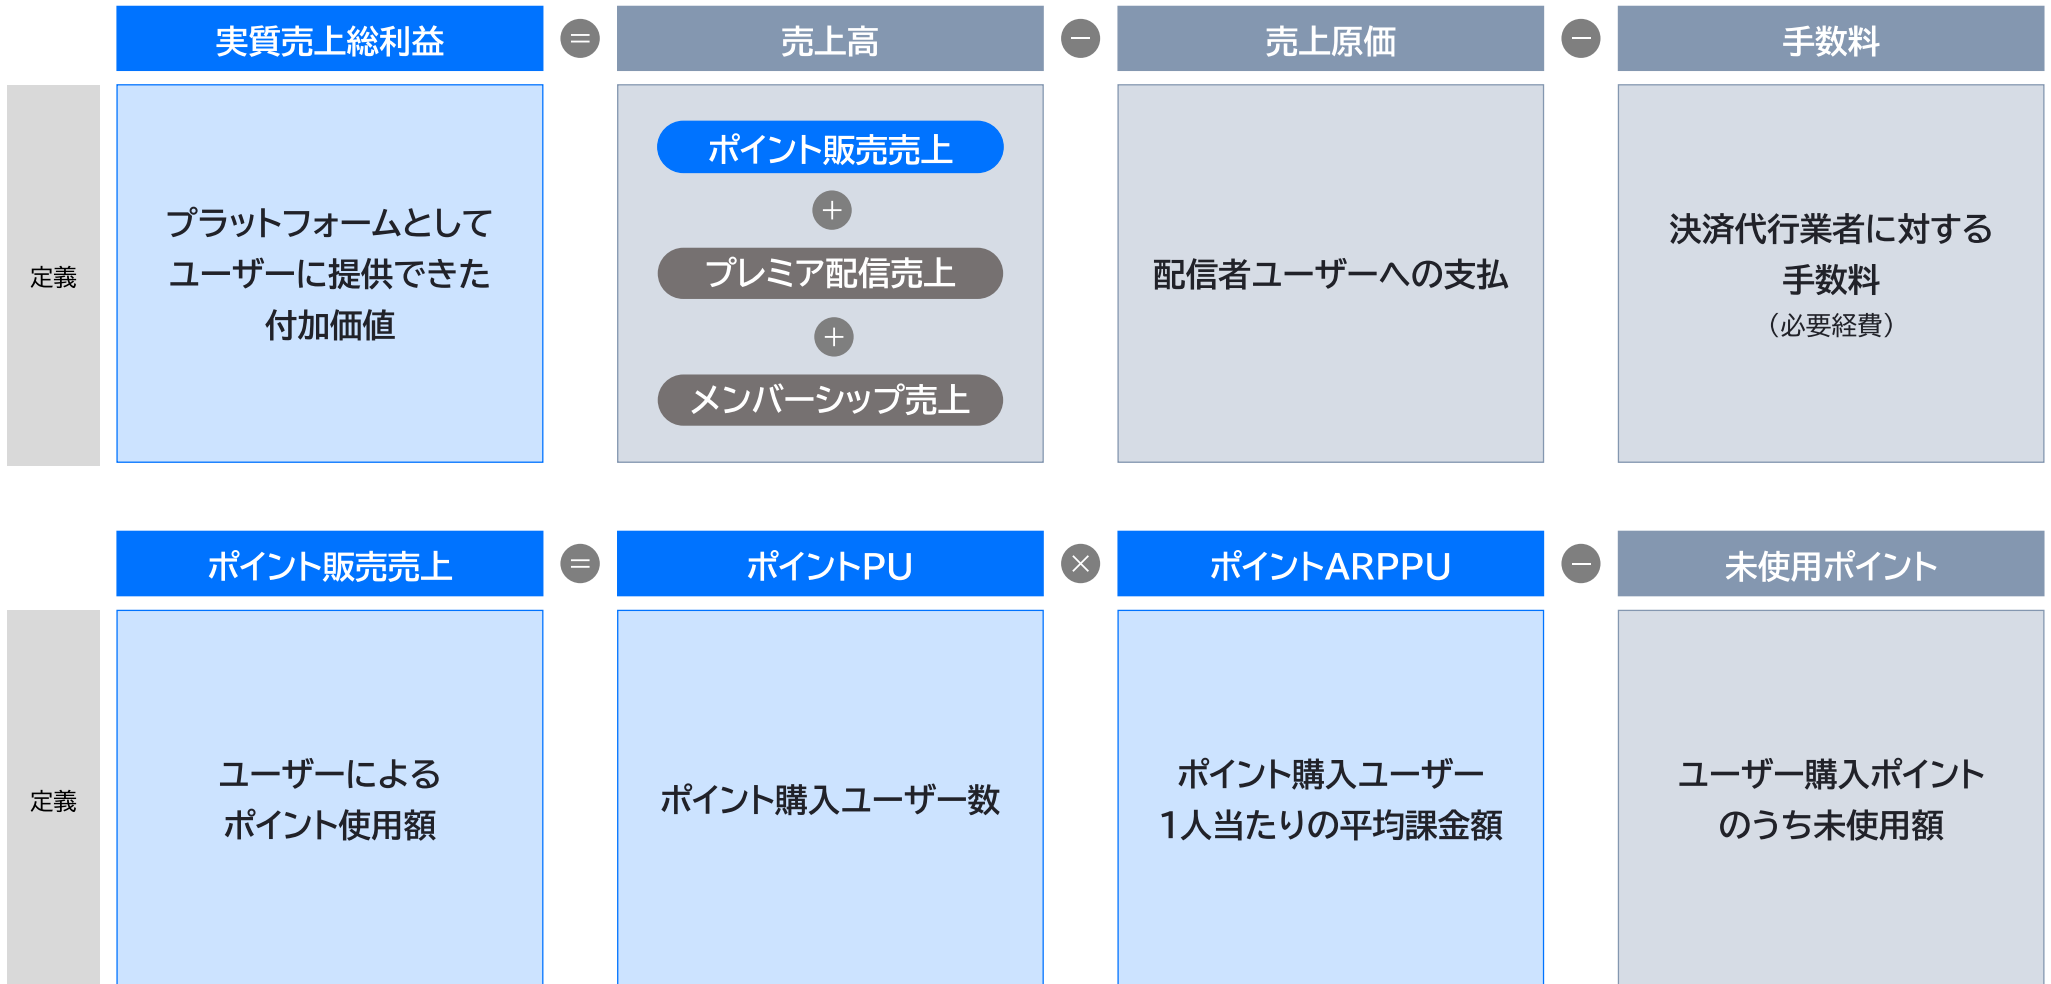 実質売上総利益
=
売上高
−
売上原価
−
手数料
定義
プラットフォームとして
ユーザーに提供できた
付加価値
ポイント販売売上
+
プレミア配信売上
+
メンバーシップ売上
配信者ユーザーへの支払
決済代行業者に対する
手数料
（必要経費）
ポイント販売売上
=
ポイントPU
×
ポイントARPPU
−
未使用ポイント
定義
ユーザーによる
ポイント使用額
ポイント購入ユーザー数
ポイント購入ユーザー
1人当たりの平均課金額
ユーザー購入ポイント
のうち未使用額